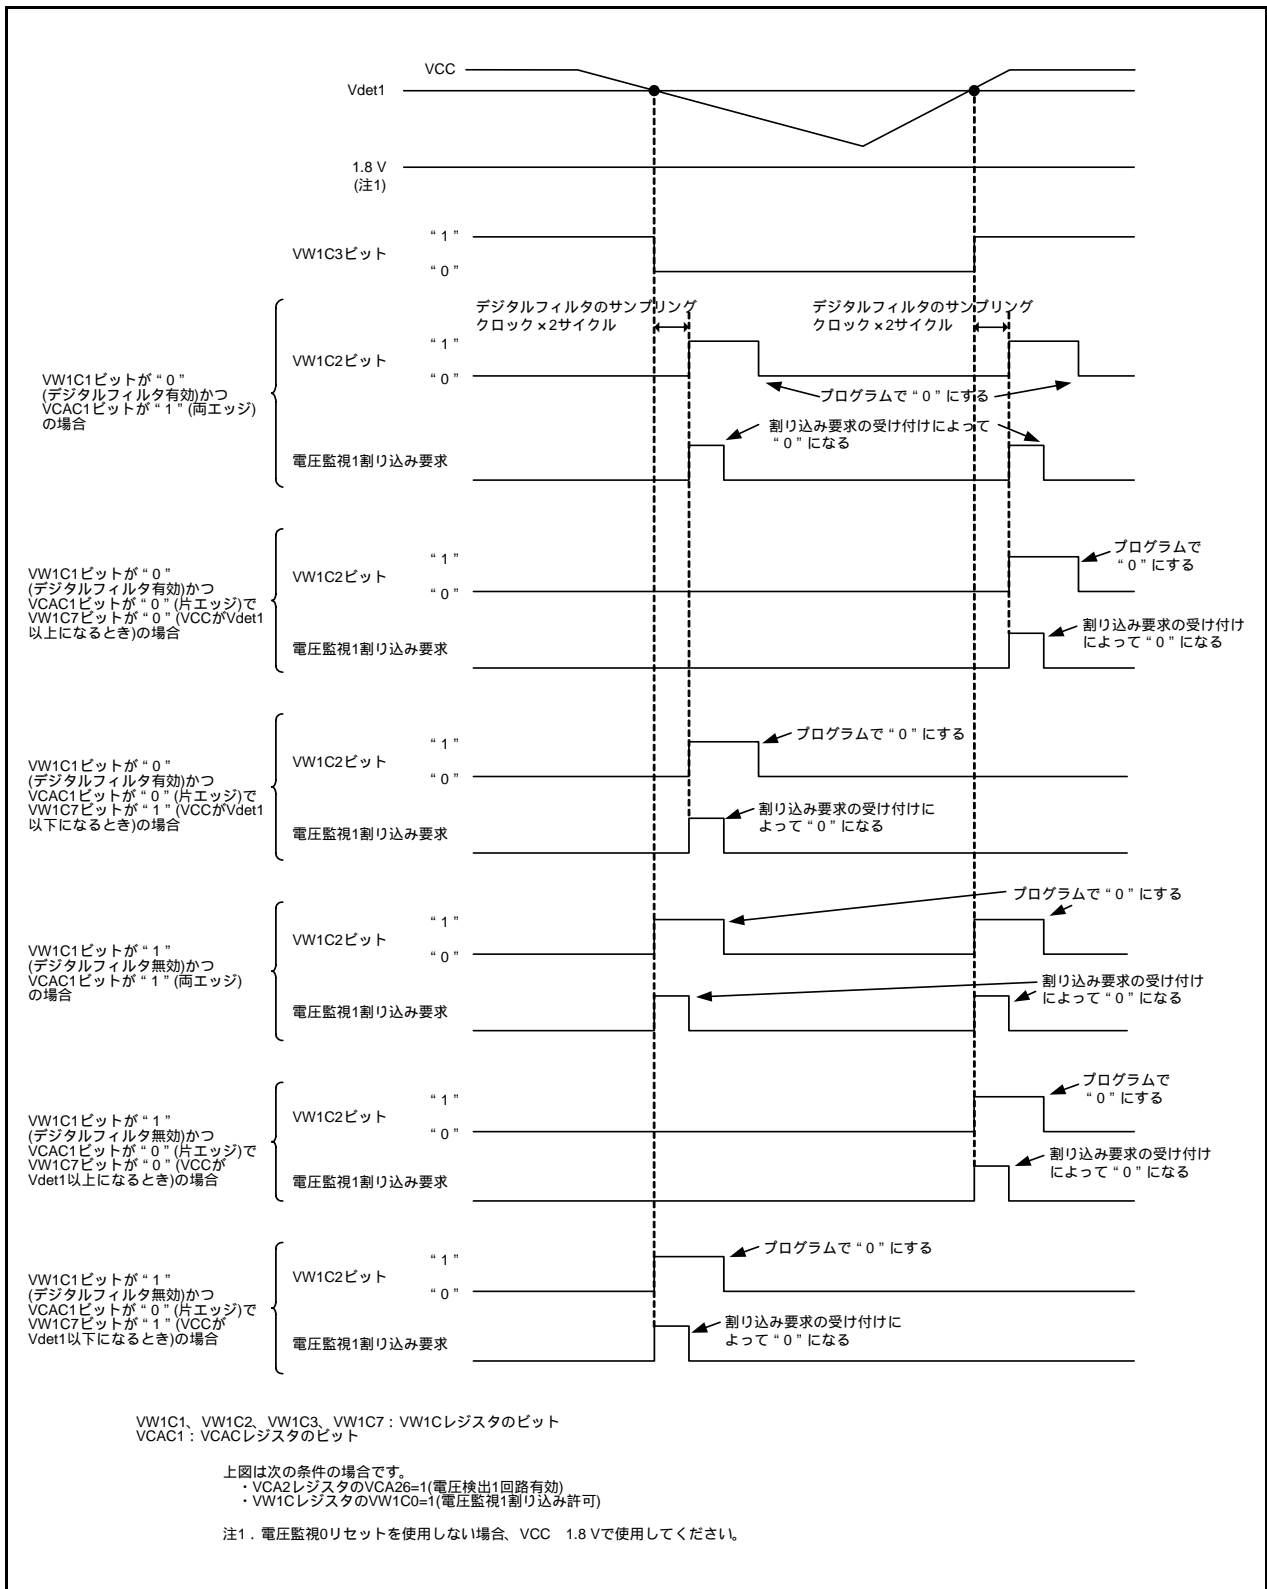 VCC
Vdet1
1.8 V
(注1)
VW1C3ビット
“ 1 ”
“ 0 ”
デジタルフィルタのサンプリング
クロック×2サイクル
デジタルフィルタのサンプリング
クロック×2サイクル
VW1C1ビットが“ 0 ”
(デジタルフィルタ有効)かつ
VCAC1ビットが“ 1 ” (両エッジ)
の場合
VW1C2ビット
“ 1 ”
“ 0 ”
プログラムで“ 0 ” にする
割り込み要求の受け付けによって
“ 0 ” になる
電圧監視1割り込み要求
VW1C1ビットが“ 0 ”
(デジタルフィルタ有効)かつ
VCAC1ビットが“ 0 ” (片エッジ)で
VW1C7ビットが“ 0 ” (VCCがVdet1
以上になるとき)の場合
VW1C2ビット
“ 1 ”
“ 0 ”
プログラムで
“ 0 ” にする
電圧監視1割り込み要求
割り込み要求の受け付け
によって“ 0 ” になる
VW1C1ビットが“ 0 ”
(デジタルフィルタ有効)かつ
VCAC1ビットが“ 0 ” (片エッジ)で
VW1C7ビットが“ 1 ” (VCCがVdet1
以下になるとき)の場合
VW1C2ビット
“ 1 ”
“ 0 ”
プログラムで“ 0 ” にする
電圧監視1割り込み要求
割り込み要求の受け付けに
よって“ 0 ” になる
VW1C1ビットが“ 1 ”
(デジタルフィルタ無効)かつ
VCAC1ビットが“ 1 ” (両エッジ)
の場合
VW1C2ビット
“ 1 ”
“ 0 ”
プログラムで“ 0 ” にする
電圧監視1割り込み要求
割り込み要求の受け付け
によって“ 0 ” になる
VW1C1ビットが“ 1 ”
(デジタルフィルタ無効)かつ
VCAC1ビットが“ 0 ” (片エッジ)で
VW1C7ビットが“ 0 ” (VCCが
Vdet1以上になるとき)の場合
VW1C2ビット
“ 1 ”
“ 0 ”
プログラムで
“ 0 ” にする
電圧監視1割り込み要求
割り込み要求の受け付け
によって“ 0 ” になる
VW1C1ビットが“ 1 ”
(デジタルフィルタ無効)かつ
VCAC1ビットが“ 0 ” (片エッジ)で
VW1C7ビットが“ 1 ” (VCCが
Vdet1以下になるとき)の場合
VW1C2ビット
“ 1 ”
“ 0 ”
プログラムで“ 0 ” にする
電圧監視1割り込み要求
割り込み要求の受け付けに
よって“ 0 ” になる
VW1C1、VW1C2、VW1C3、VW1C7：VW1Cレジスタのビット
VCAC1：VCACレジスタのビット
上図は次の条件の場合です。
・VCA2レジスタのVCA26=1(電圧検出1回路有効)
・VW1CレジスタのVW1C0=1(電圧監視1割り込み許可)
注1．電圧監視0リセットを使用しない場合、VCC　1.8 Vで使用してください。